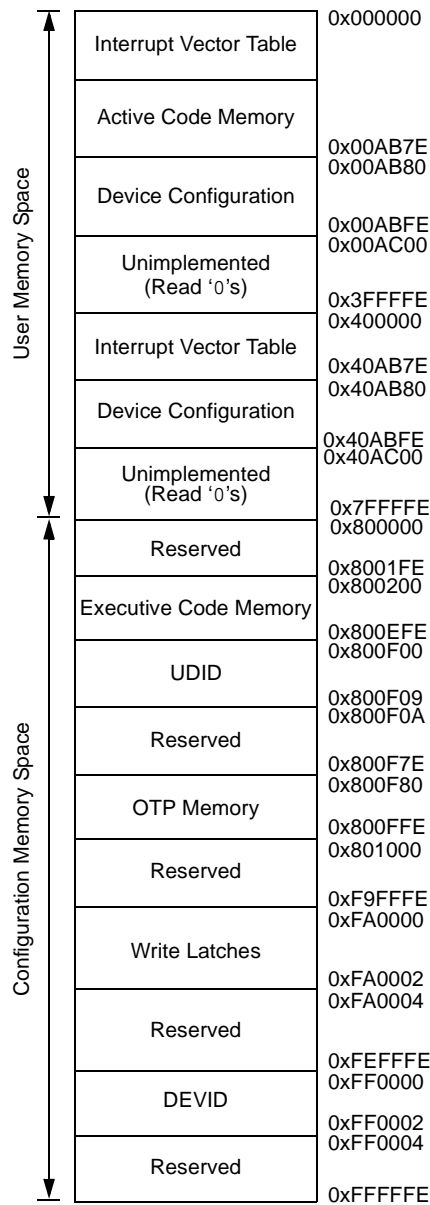 0x000000
Interrupt Vector Table
Active Code Memory
0x00AB7E
0x00AB80
Device Configuration
0x00ABFE
0x00AC00
Unimplemented
(Read ‘0’s)
0x3FFFFE
0x400000
Interrupt Vector Table
0x40AB7E
0x40AB80
Device Configuration
0x40ABFE
0x40AC00
Unimplemented
(Read ‘0’s)
0x7FFFFE
0x800000
Reserved
0x8001FE
0x800200
Executive Code Memory
0x800EFE
0x800F00
UDID
0x800F09
0x800F0A
Reserved
0x800F7E
0x800F80
OTP Memory
0x800FFE
0x801000
Reserved
0xF9FFFE
0xFA0000
Write Latches
0xFA0002
0xFA0004
Reserved
0xFEFFFE
0xFF0000
DEVID
0xFF0002
0xFF0004
Reserved
0xFFFFFE
User Memory Space
Configuration Memory Space